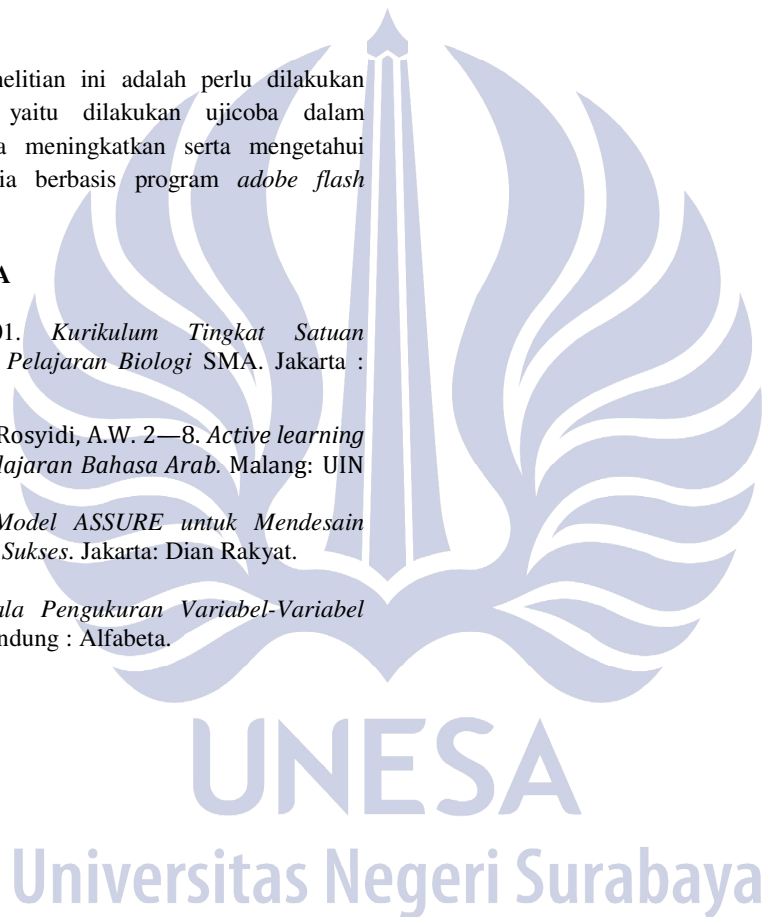 nelitian ini adalah perlu dilakukan
yaitu dilakukan ujicoba dalam
a meningkatkan serta mengetahui
ia berbasis program adobe flash
A
01. Kurikulum Tingkat Satuan
Pelajaran Biologi SMA. Jakarta :
Rosyidi, A.W. 2—8. Active learning
lajaran Bahasa Arab. Malang: UIN
Model ASSURE untuk Mendesain
Sukses. Jakarta: Dian Rakyat.
ala Pengukuran Variabel-Variabel
ndung : Alfabeta.
UNESA
Universitas Negeri Surabaya